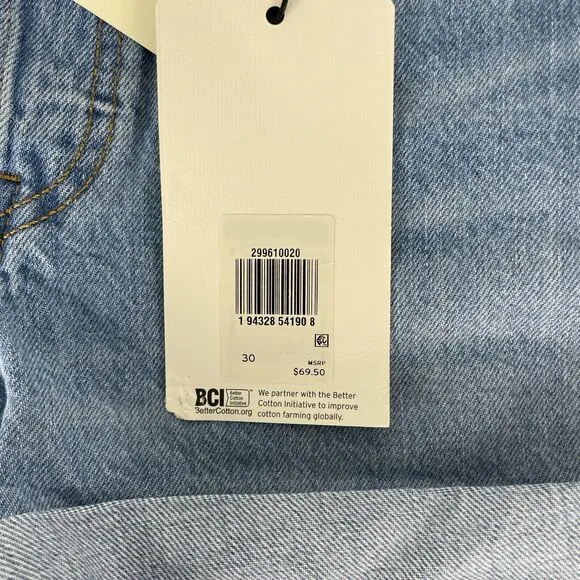 299610020
1 94328 54190 8
30
MSRP
$69.50
BCI Better Cotton Initiative ™
BetterCotton.org
We partner with the Better
Cotton Initiative to improve
cotton farming globally.